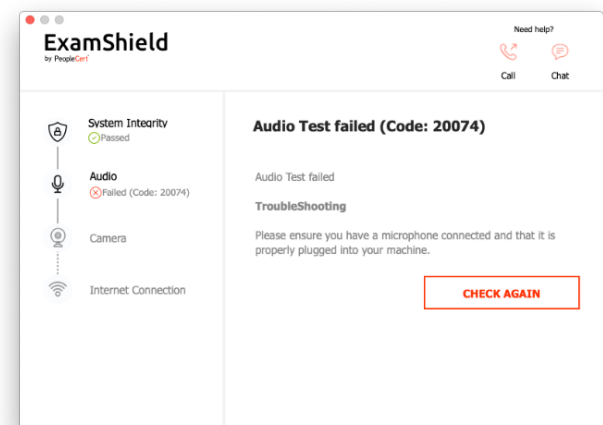 Need help?
ExamShield
by PeopleCert
Call
Chat
System Integrity
Passed
Audio
Failed (Code: 20074)
Camera
Internet Connection
Audio Test failed (Code: 20074)
Audio Test failed
TroubleShooting
Please ensure you have a microphone connected and that it is
properly plugged into your machine.
CHECK AGAIN